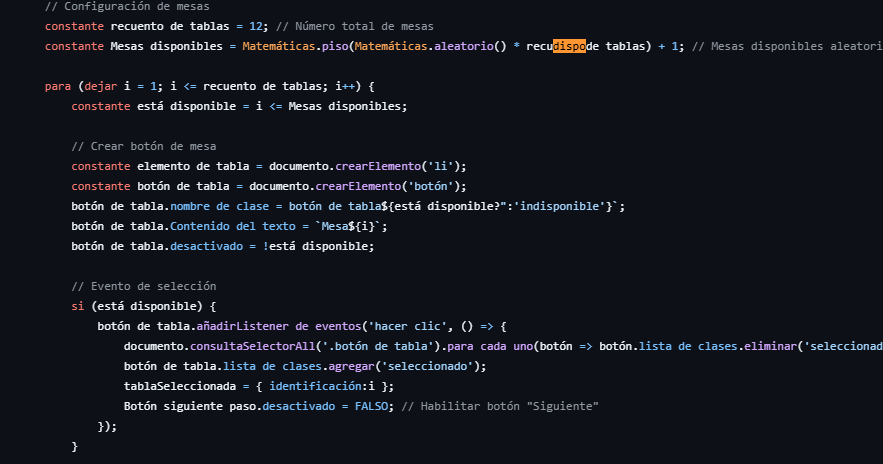 // Configuración de mesas
constante recuento de tablas = 12; // Número total de mesas
constante Mesas disponibles = Matemáticas.piso(Matemáticas.aleatorio() * recudispode tablas) + 1; // Mesas disponibles aleatori
para (dejar i = 1; i <= recuento de tablas; i++) {
constante está disponible = i <= Mesas disponibles;
// Crear botón de mesa
constante elemento de tabla = documento.crearElemento('li');
constante botón de tabla = documento.crearElemento('botón');
botón de tabla.nombre de clase = botón de tabla${está disponible?'':'indisponible'}`;
botón de tabla.Contenido del texto = `Mesa${i}`;
botón de tabla.desactivado = !está disponible;
// Evento de selección
si (está disponible) {
botón de tabla.añadirListener de eventos('hacer clic', () => {
documento.consultaSelectorAll('.botón de tabla').para cada uno(botón => botón.lista de clases.eliminar('seleccionad
botón de tabla.lista de clases.agregar('seleccionado');
tablaSeleccionada = { identificación:i };
Botón siguiente paso.desactivado = FALSO; // Habilitar botón "Siguiente"
});
}